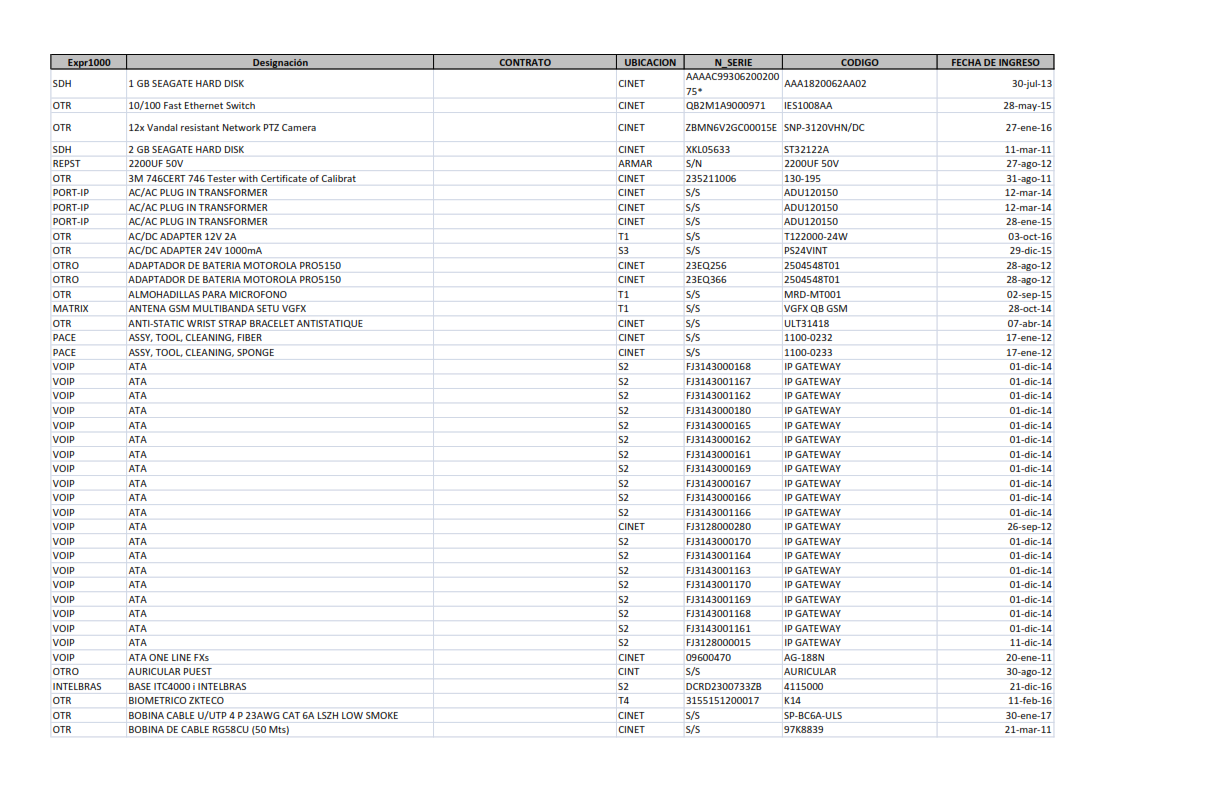 Expr1000 Designación CONTRATO UBICACION N_SERIE CODIGO FECHA DE INGRESO
SDH 1 GB SEAGATE HARD DISK CINET AAAAC99306200200 75* AAA1820062AA02 30-jul-13
OTR 10/100 Fast Ethernet Switch CINET QB2M1A9000971 IES1008AA 28-may-15
OTR 12x Vandal resistant Network PTZ Camera CINET ZBMN6V2GC00015E SNP-3120VHN/DC 27-ene-16
SDH 2 GB SEAGATE HARD DISK CINET XKL05633 ST32122A 11-mar-11
REPST 2200UF 50V ARMAR S/N 2200UF 50V 27-ago-12
OTR 3M 746CERT 746 Tester with Certificate of Calibrat CINET 235211006 130-195 31-ago-11
PORT-IP AC/AC PLUG IN TRANSFORMER CINET S/S ADU120150 12-mar-14
PORT-IP AC/AC PLUG IN TRANSFORMER CINET S/S ADU120150 12-mar-14
PORT-IP AC/AC PLUG IN TRANSFORMER CINET S/S ADU120150 28-ene-15
OTR AC/DC ADAPTER 12V 2A T1 S/S T122000-24W 03-oct-16
OTR AC/DC ADAPTER 24V 1000mA S3 S/S PS24VINT 29-dic-15
OTRO ADAPTADOR DE BATERIA MOTOROLA PRO5150 CINET 23EQ256 2504548T01 28-ago-12
OTRO ADAPTADOR DE BATERIA MOTOROLA PRO5150 CINET 23EQ366 2504548T01 28-ago-12
OTR ALMOHADILLAS PARA MICROFONO T1 S/S MRD-MT001 02-sep-15
MATRIX ANTENA GSM MULTIBANDA SETU VGFX T1 S/S VGFX QB GSM 28-oct-14
OTR ANTI-STATIC WRIST STRAP BRACELET ANTISTATIQUE CINET S/S ULT31418 07-abr-14
PACE ASSY, TOOL, CLEANING, FIBER CINET S/S 1100-0232 17-ene-12
PACE ASSY, TOOL, CLEANING, SPONGE CINET S/S 1100-0233 17-ene-12
VOIP ATA S2 FJ3143000168 IP GATEWAY 01-dic-14
VOIP ATA S2 FJ3143001167 IP GATEWAY 01-dic-14
VOIP ATA S2 FJ3143001162 IP GATEWAY 01-dic-14
VOIP ATA S2 FJ3143000180 IP GATEWAY 01-dic-14
VOIP ATA S2 FJ3143000165 IP GATEWAY 01-dic-14
VOIP ATA S2 FJ3143000162 IP GATEWAY 01-dic-14
VOIP ATA S2 FJ3143000161 IP GATEWAY 01-dic-14
VOIP ATA S2 FJ3143000169 IP GATEWAY 01-dic-14
VOIP ATA S2 FJ3143000167 IP GATEWAY 01-dic-14
VOIP ATA S2 FJ3143000166 IP GATEWAY 01-dic-14
VOIP ATA S2 FJ3143001166 IP GATEWAY 01-dic-14
VOIP ATA CINET FJ3128000280 IP GATEWAY 26-sep-12
VOIP ATA S2 FJ3143000170 IP GATEWAY 01-dic-14
VOIP ATA S2 FJ3143001164 IP GATEWAY 01-dic-14
VOIP ATA S2 FJ3143001163 IP GATEWAY 01-dic-14
VOIP ATA S2 FJ3143001170 IP GATEWAY 01-dic-14
VOIP ATA S2 FJ3143001169 IP GATEWAY 01-dic-14
VOIP ATA S2 FJ3143001168 IP GATEWAY 01-dic-14
VOIP ATA S2 FJ3143001161 IP GATEWAY 01-dic-14
VOIP ATA S2 FJ3128000015 IP GATEWAY 11-dic-14
VOIP ATA ONE LINE FXs CINET 09600470 AG-188N 20-ene-11
OTRO AURICULAR PUEST CINT S/S AURICULAR 30-ago-12
INTELBRAS BASE ITC4000 i INTELBRAS S2 DCRD2300733ZB 4115000 21-dic-16
OTR BIOMETRICO ZKTECO T4 3155151200017 K14 11-feb-16
OTR BOBINA CABLE U/UTP 4 P 23AWG CAT 6A LSZH LOW SMOKE CINET S/S SP-BC6A-ULS 30-ene-17
OTR BOBINA DE CABLE RG58CU (50 Mts) CINET S/S 97K8839 21-mar-11